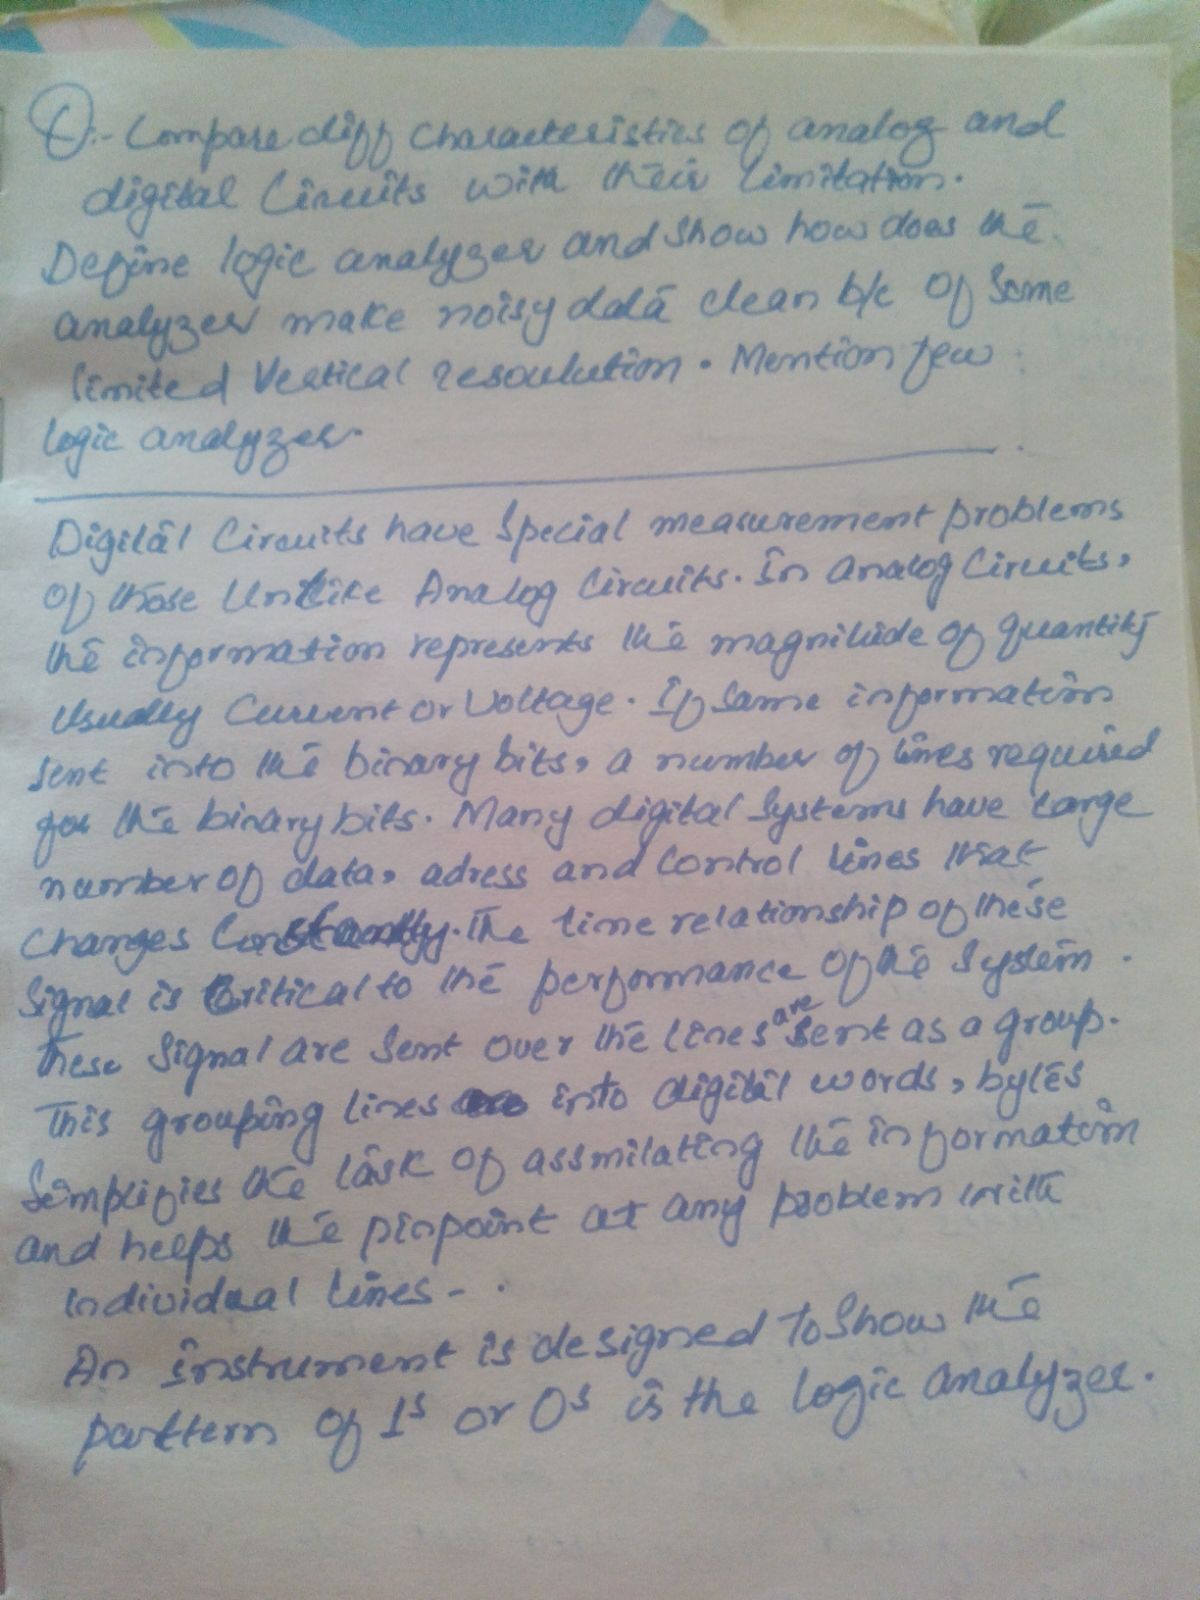 Q:- Compare diff characteristics of analog and
digital Circuits with their limitation.
Define logic analyzer and show how does the
analyzer make noisy data clean b/c of some
limited Vertical resoulution. Mention few
logic analyzer.
Digital Circuits have special measurement problems
of those Unlike Analog Circuits. In analog Circuits,
the information represents the magnitude of quantity
usually Current or Voltage. If same information
sent into the binary bits, a number of lines required
for the binary bits. Many digital Systems have large
number of data, adress and control lines that
changes Constantly. The time relationship of these
signal is Critical to the performance of the System.
These Signal are sent over the lines are sent as a group.
This grouping lines into digital words, bytes
Simplifies the task of assmilating the information
and helps the pinpoint at any problem with
individual lines - .
An instrument is designed To Show the
pattern of 1s or 0s is the Logic Analyzer.